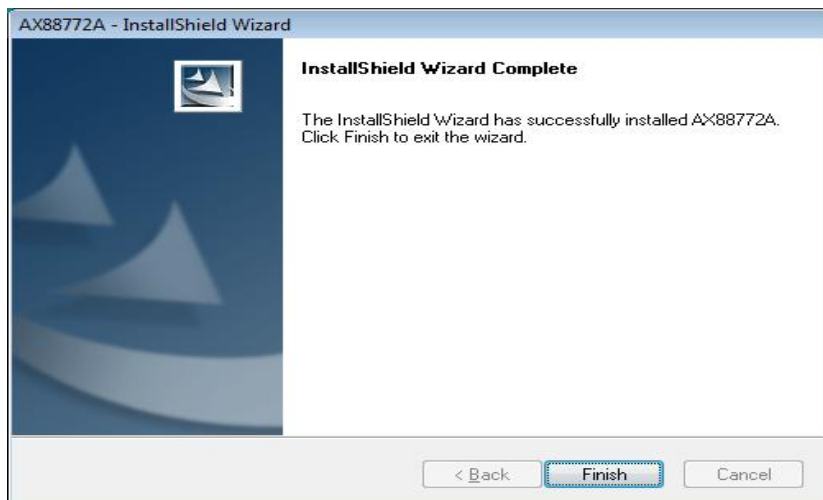 AX88772A - InstallShield Wizard
InstallShield Wizard Complete
The InstallShield Wizard has successfully installed AX88772A.
Click Finish to exit the wizard.
< Back
Finish
Cancel